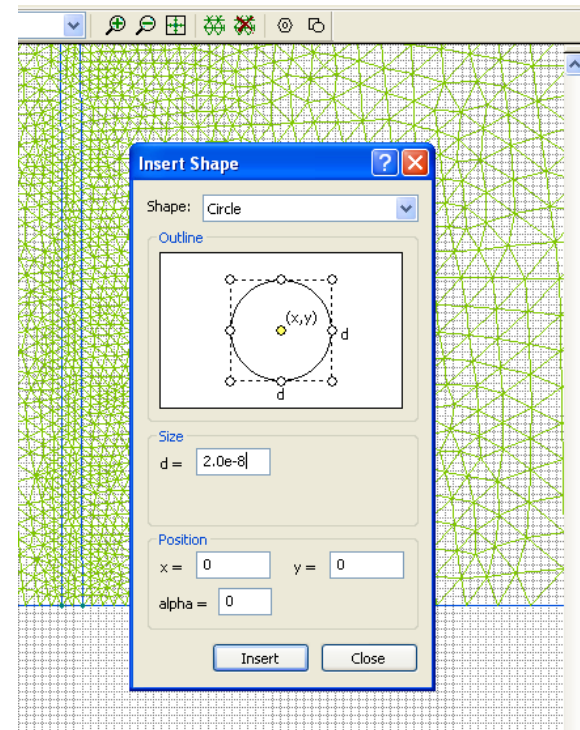 Insert Shape
Shape: Circle
Outline
(x,y)
d
d
Size
d = 2.0e-8
Position
x = 0 y = 0
alpha = 0
Insert Close